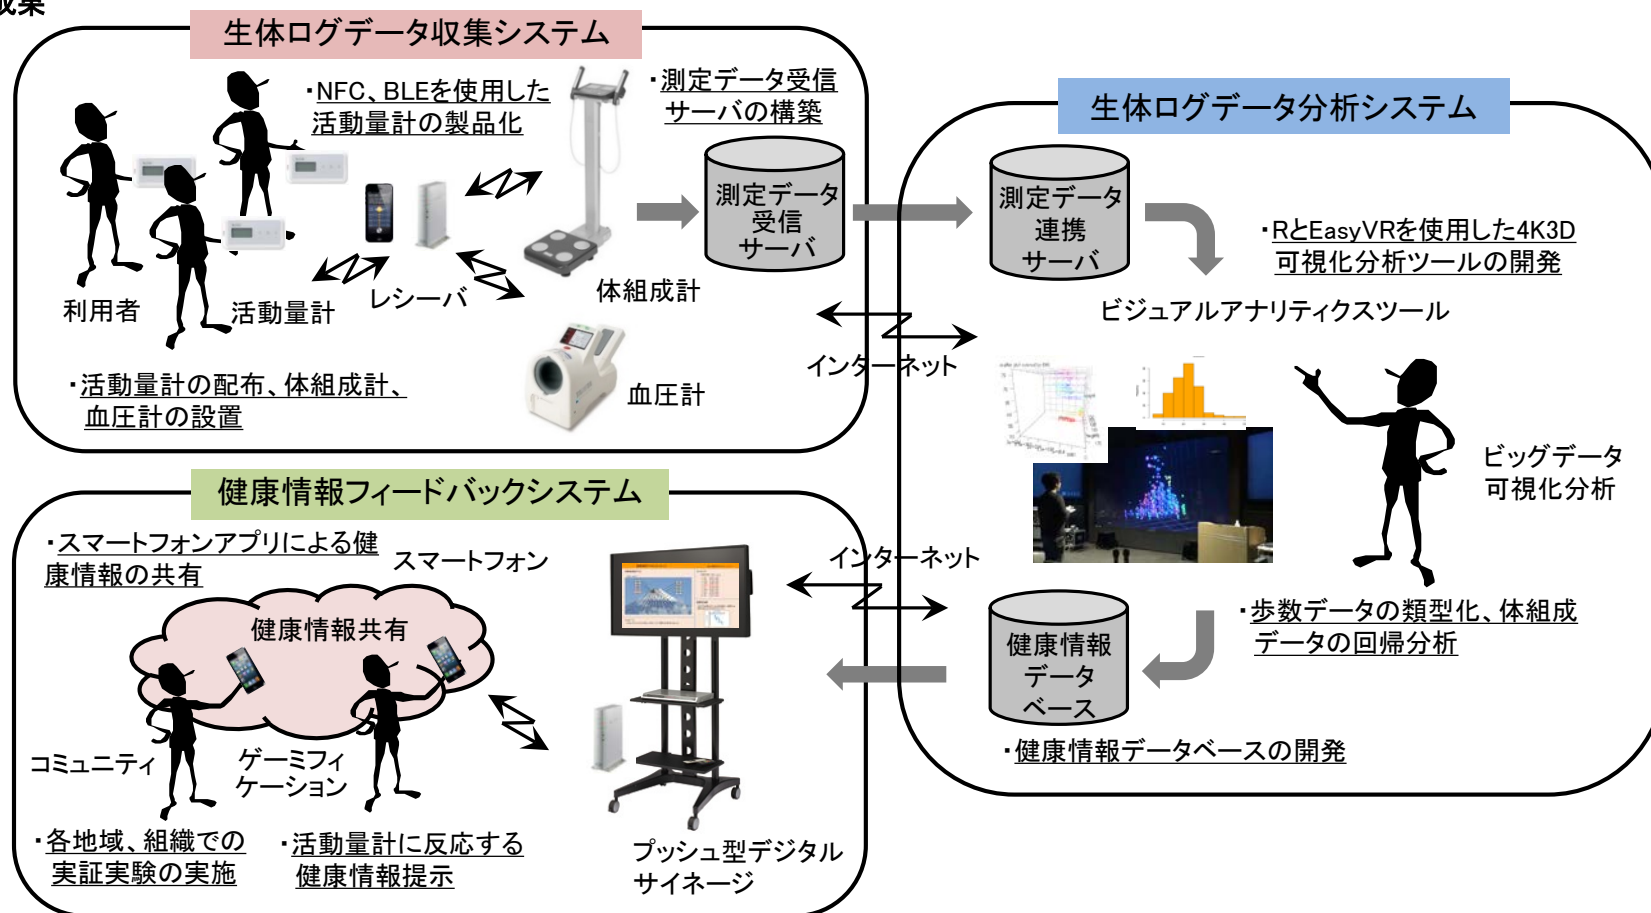 成果
生体ログデータ収集システム
・NFC、BLEを使用した
活動量計の製品化
・測定データ受信
サーバの構築
測定データ
受信
サーバ
利用者
活動量計
レシーバ
体組成計
血圧計
・活動量計の配布、体組成計、
血圧計の設置
インターネット
生体ログデータ分析システム
測定データ
連携
サーバ
・RとEasyVRを使用した4K3D
可視化分析ツールの開発
ビジュアルアナリティクスツール
ビッグデータ
可視化分析
・歩数データの類型化、体組成
データの回帰分析
健康情報
データ
ベース
・健康情報データベースの開発
インターネット
健康情報フィードバックシステム
・スマートフォンアプリによる健
康情報の共有
スマートフォン
健康情報共有
コミュニティ
ゲーミフィ
ケーション
・各地域、組織での
実証実験の実施
・活動量計に反応する
健康情報提示
プッシュ型デジタル
サイネージ